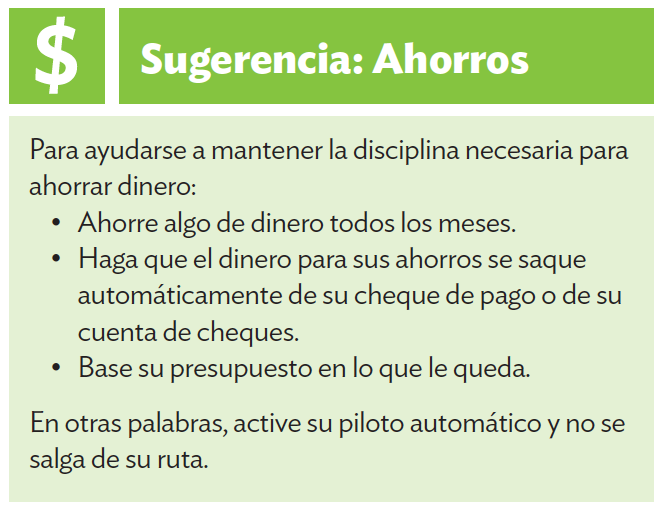 $
Sugerencia: Ahorros
Para ayudarse a mantener la disciplina necesaria para
ahorrar dinero:
• Ahorre algo de dinero todos los meses.
• Haga que el dinero para sus ahorros se saque
automáticamente de su cheque de pago o de su
cuenta de cheques.
• Base su presupuesto en lo que le queda.
En otras palabras, active su piloto automático y no se
salga de su ruta.